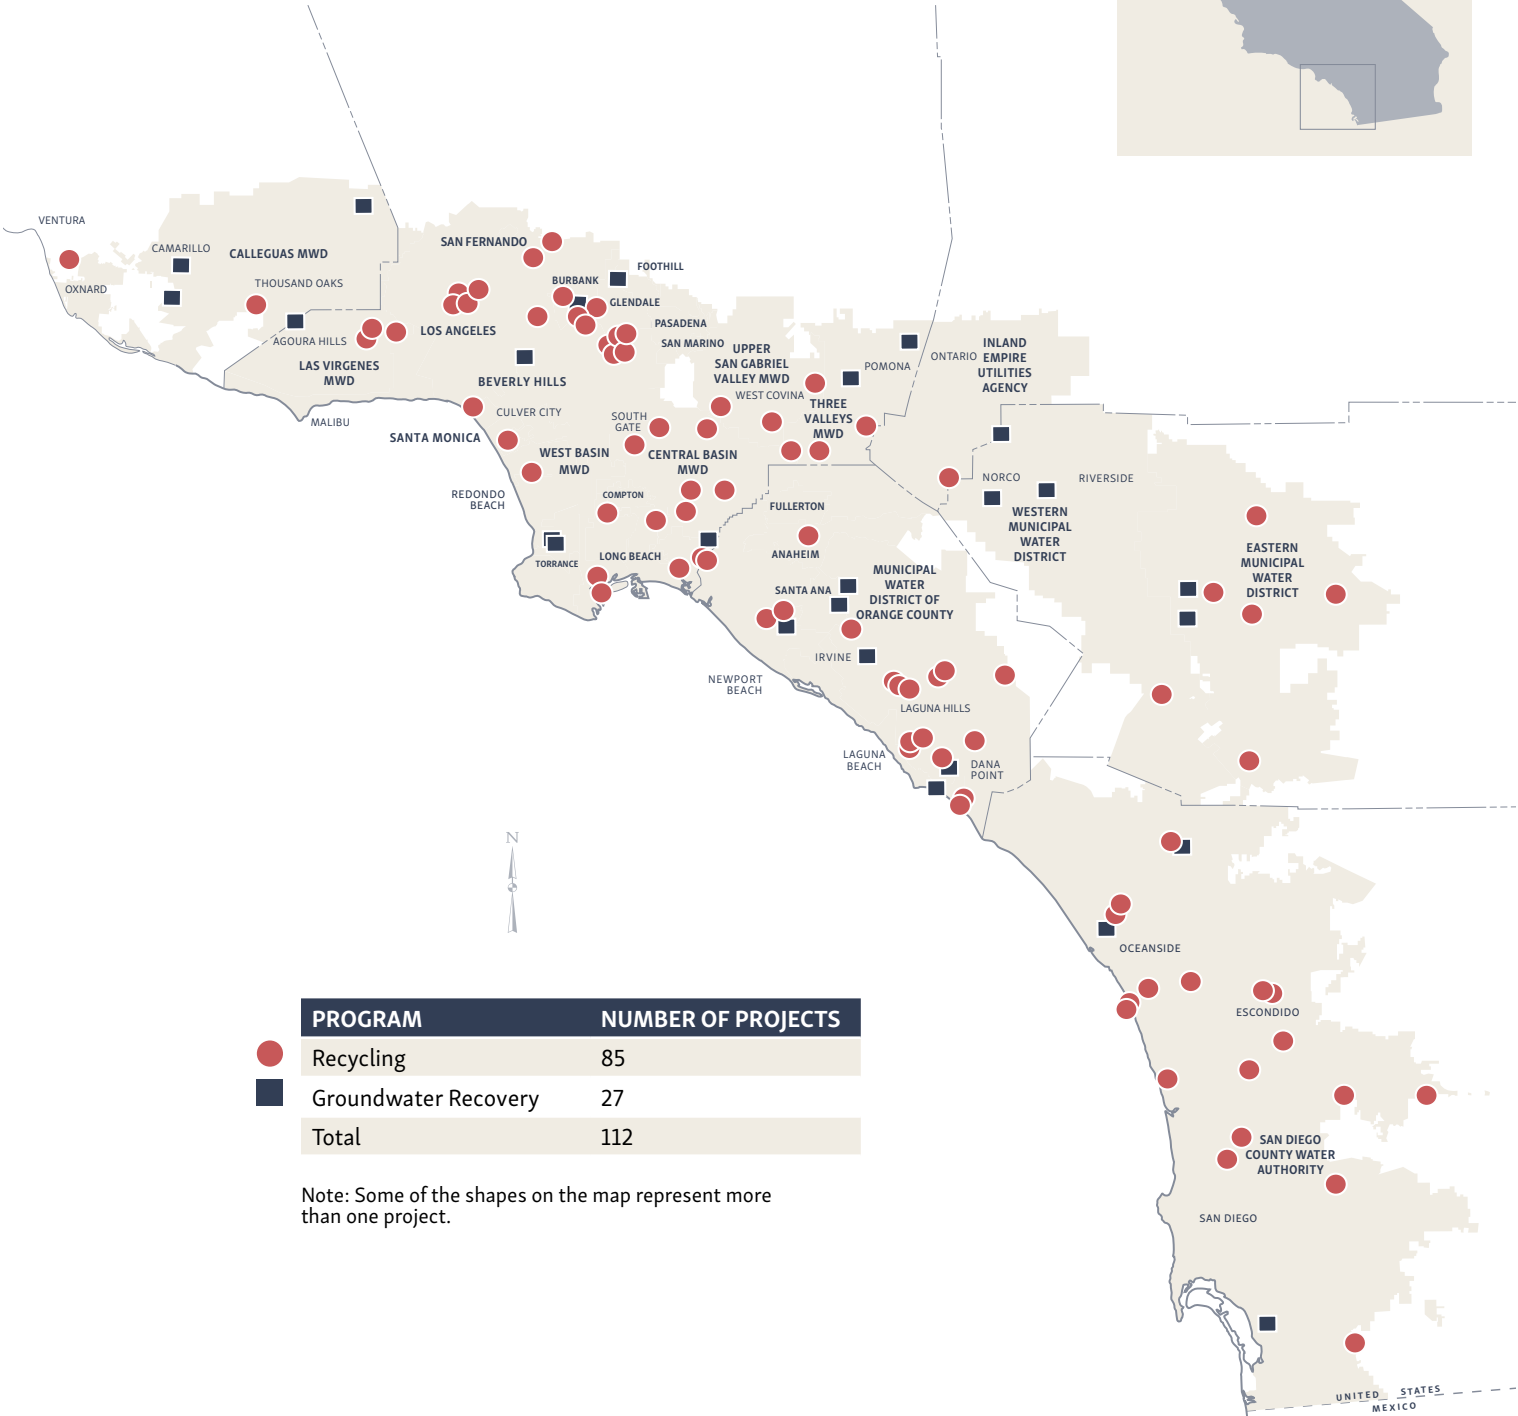 VENTURA
CAMARILLO
CALLEGUAS MWD
OXNARD
THOUSAND OAKS
AGOURA HILLS
LAS VIRGENES
MWD
MALIBU
SAN FERNANDO
BURBANK
FOOTHILL
GLENDALE
LOS ANGELES
PASADENA
SAN MARINO
BEVERLY HILLS
UPPER
SAN GABRIEL
VALLEY MWD
WEST COVINA
POMONA
ONTARIO
INLAND
EMPIRE
UTILITIES
AGENCY
THREE
VALLEYS
MWD
CULVER CITY
SANTA MONICA
SOUTH
GATE
WEST BASIN
MWD
CENTRAL BASIN
MWD
REDONDO
BEACH
COMPTON
TORRANCE
LONG BEACH
FULLERTON
ANAHEIM
SANTA ANA
MUNICIPAL
WATER
DISTRICT OF
ORANGE COUNTY
NORCO
RIVERSIDE
WESTERN
MUNICIPAL
WATER
DISTRICT
EASTERN
MUNICIPAL
WATER
DISTRICT
IRVINE
NEWPORT
BEACH
LAGUNA HILLS
LAGUNA
BEACH
DANA
POINT
N
OCEANSIDE
ESCONDIDO
SAN DIEGO
COUNTY WATER
AUTHORITY
SAN DIEGO
UNITED STATES
MEXICO
PROGRAM NUMBER OF PROJECTS
Recycling 85
Groundwater Recovery 27
Total 112
Note: Some of the shapes on the map represent more
than one project.